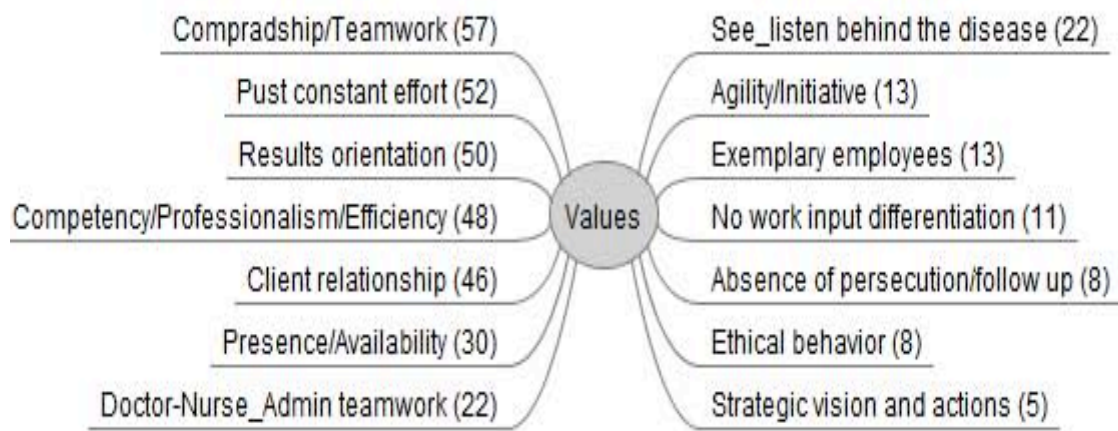 Compradship/Teamwork (57)
Pust constant effort (52)
Results orientation (50)
Competency/Professionalism/Efficiency (48)
Client relationship (46)
Presence/Availability (30)
Doctor-Nurse_Admin teamwork (22)
Values
See_listen behind the disease (22)
Agility/Initiative (13)
Exemplary employees (13)
No work input differentiation (11)
Absence of persecution/follow up (8)
Ethical behavior (8)
Strategic vision and actions (5)